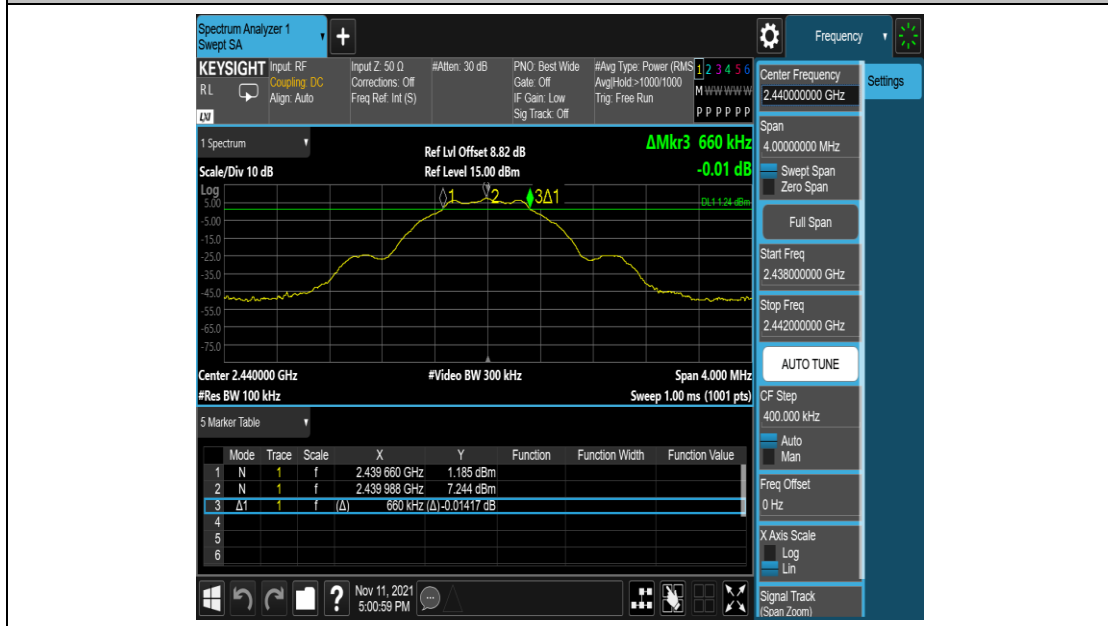 Spectrum Analyzer 1
Swept SA
+
Frequency
KEYSIGHT
RL
LXI
Input: RF
Coupling: DC
Align: Auto
Input Z: 50 Ω
Corrections: Off
Freq Ref: Int (S)
#Atten: 30 dB
PNO: Best Wide
Gate: Off
IF Gain: Low
Sig Track: Off
#Avg Type: Power (RMS
Avg|Hold:>1000/1000
Trig: Free Run
1 2 3 4 5 6
M W W W W W
P P P P P P
1 Spectrum
Scale/Div 10 dB
Ref Lvl Offset 8.82 dB
Ref Level 15.00 dBm
ΔMkr3 660 kHz
-0.01 dB
Log
5.00
-5.00
-15.0
-25.0
-35.0
-45.0
-55.0
-65.0
-75.0
1
2
3Δ1
DL1 1.24 dBm
Center 2.440000 GHz
#Video BW 300 kHz
Span 4.000 MHz
#Res BW 100 kHz
Sweep 1.00 ms (1001 pts)
5 Marker Table
Mode Trace Scale X Y Function Function Width Function Value
1 N 1 f 2.439 660 GHz 1.185 dBm
2 N 1 f 2.439 988 GHz 7.244 dBm
3 Δ1 1 f (Δ) 660 kHz (Δ) -0.01417 dB
4
5
6
Nov 11, 2021
5:00:59 PM
?
Settings
Center Frequency
2.440000000 GHz
Span
4.00000000 MHz
Swept Span
Zero Span
Full Span
Start Freq
2.438000000 GHz
Stop Freq
2.442000000 GHz
AUTO TUNE
CF Step
400.000 kHz
Auto
Man
Freq Offset
0 Hz
X Axis Scale
Log
Lin
Signal Track
(Span Zoom)